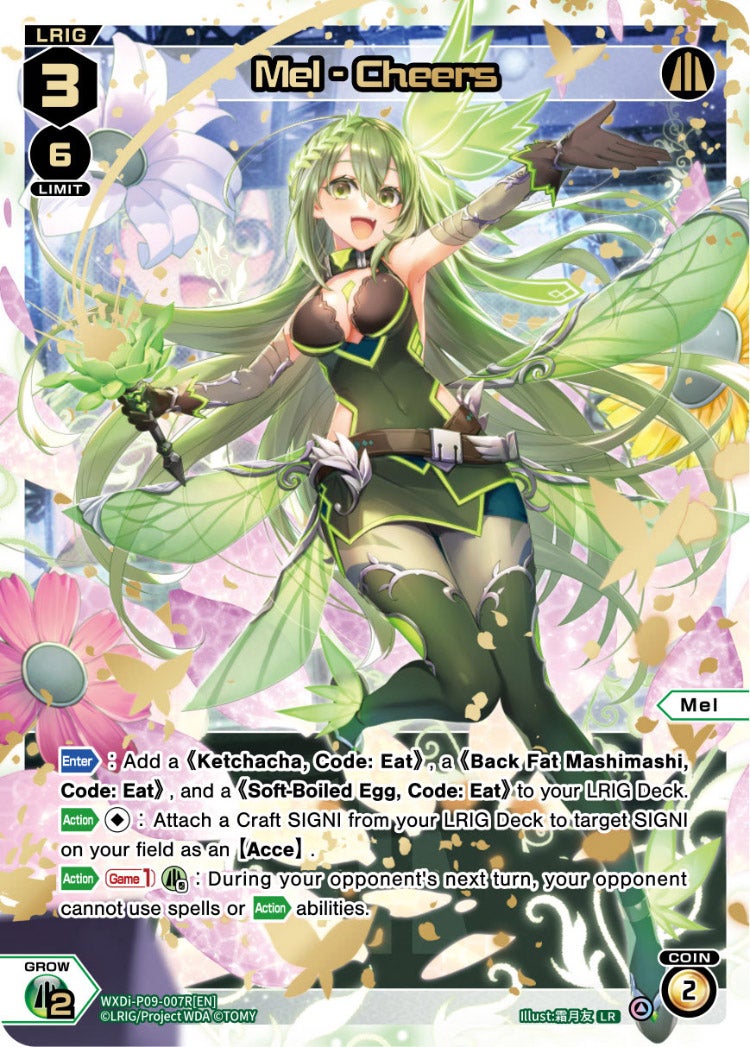 LRIG
3
Mel - Cheers
6
LIMIT
Mel
Enter : Add a 《Ketchacha, Code: Eat》, a 《Back Fat Mashimashi,
Code: Eat》, and a 《Soft-Boiled Egg, Code: Eat》 to your LRIG Deck.
Action ◆ : Attach a Craft SIGNI from your LRIG Deck to target SIGNI
on your field as an 【Acce】.
Action Game 1 0 : During your opponent's next turn, your opponent
cannot use spells or Action abilities.
GROW
2
COIN
2
WXDi-P09-007R[EN]
©LRIG/Project WDA ©TOMY
Illust:霜月友 LR